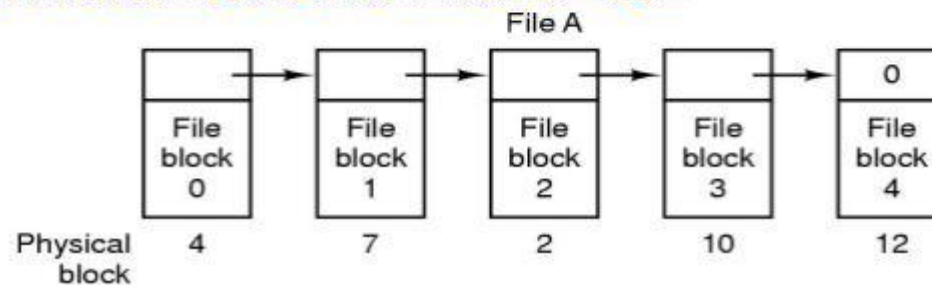 File A
0
File block 0
File block 1
File block 2
File block 3
File block 4
Physical block
4 7 2 10 12